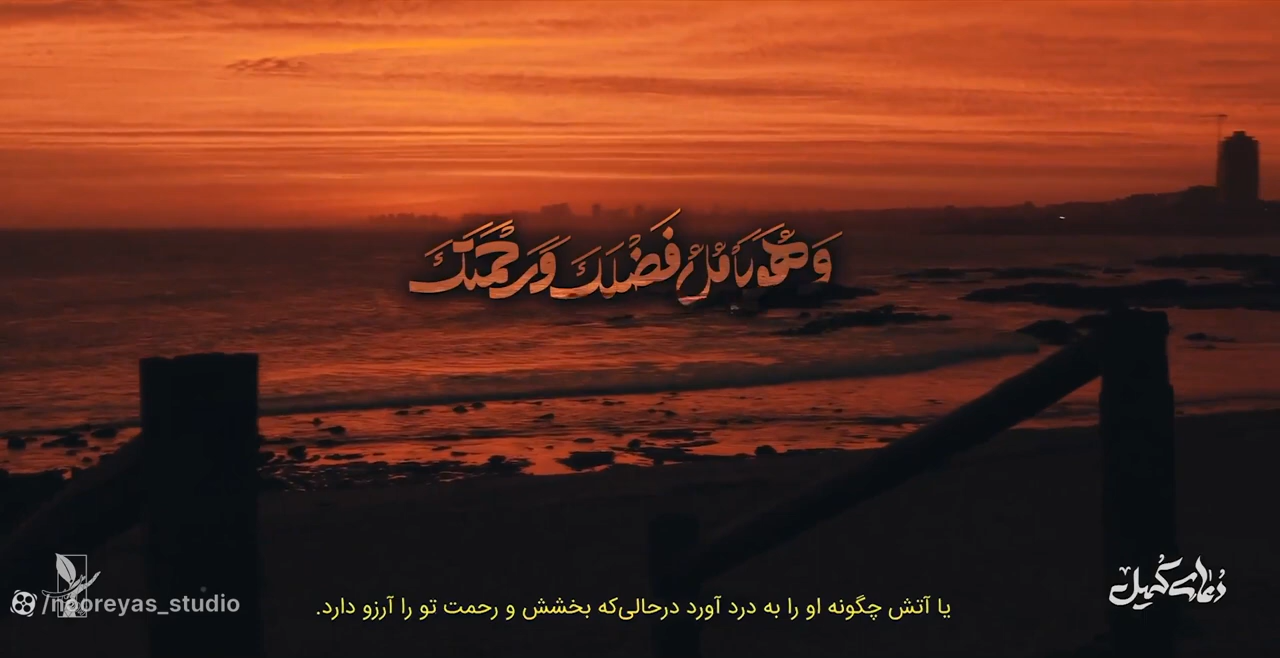 وَهُوَ يَأْمُلُ فَضْلَكَ وَرَحْمَتَكَ
دعای کمیل
/nooreyas_studio
یا آتش چگونه او را به درد آورد درحالی‌که بخشش و رحمت تو را آرزو دارد.